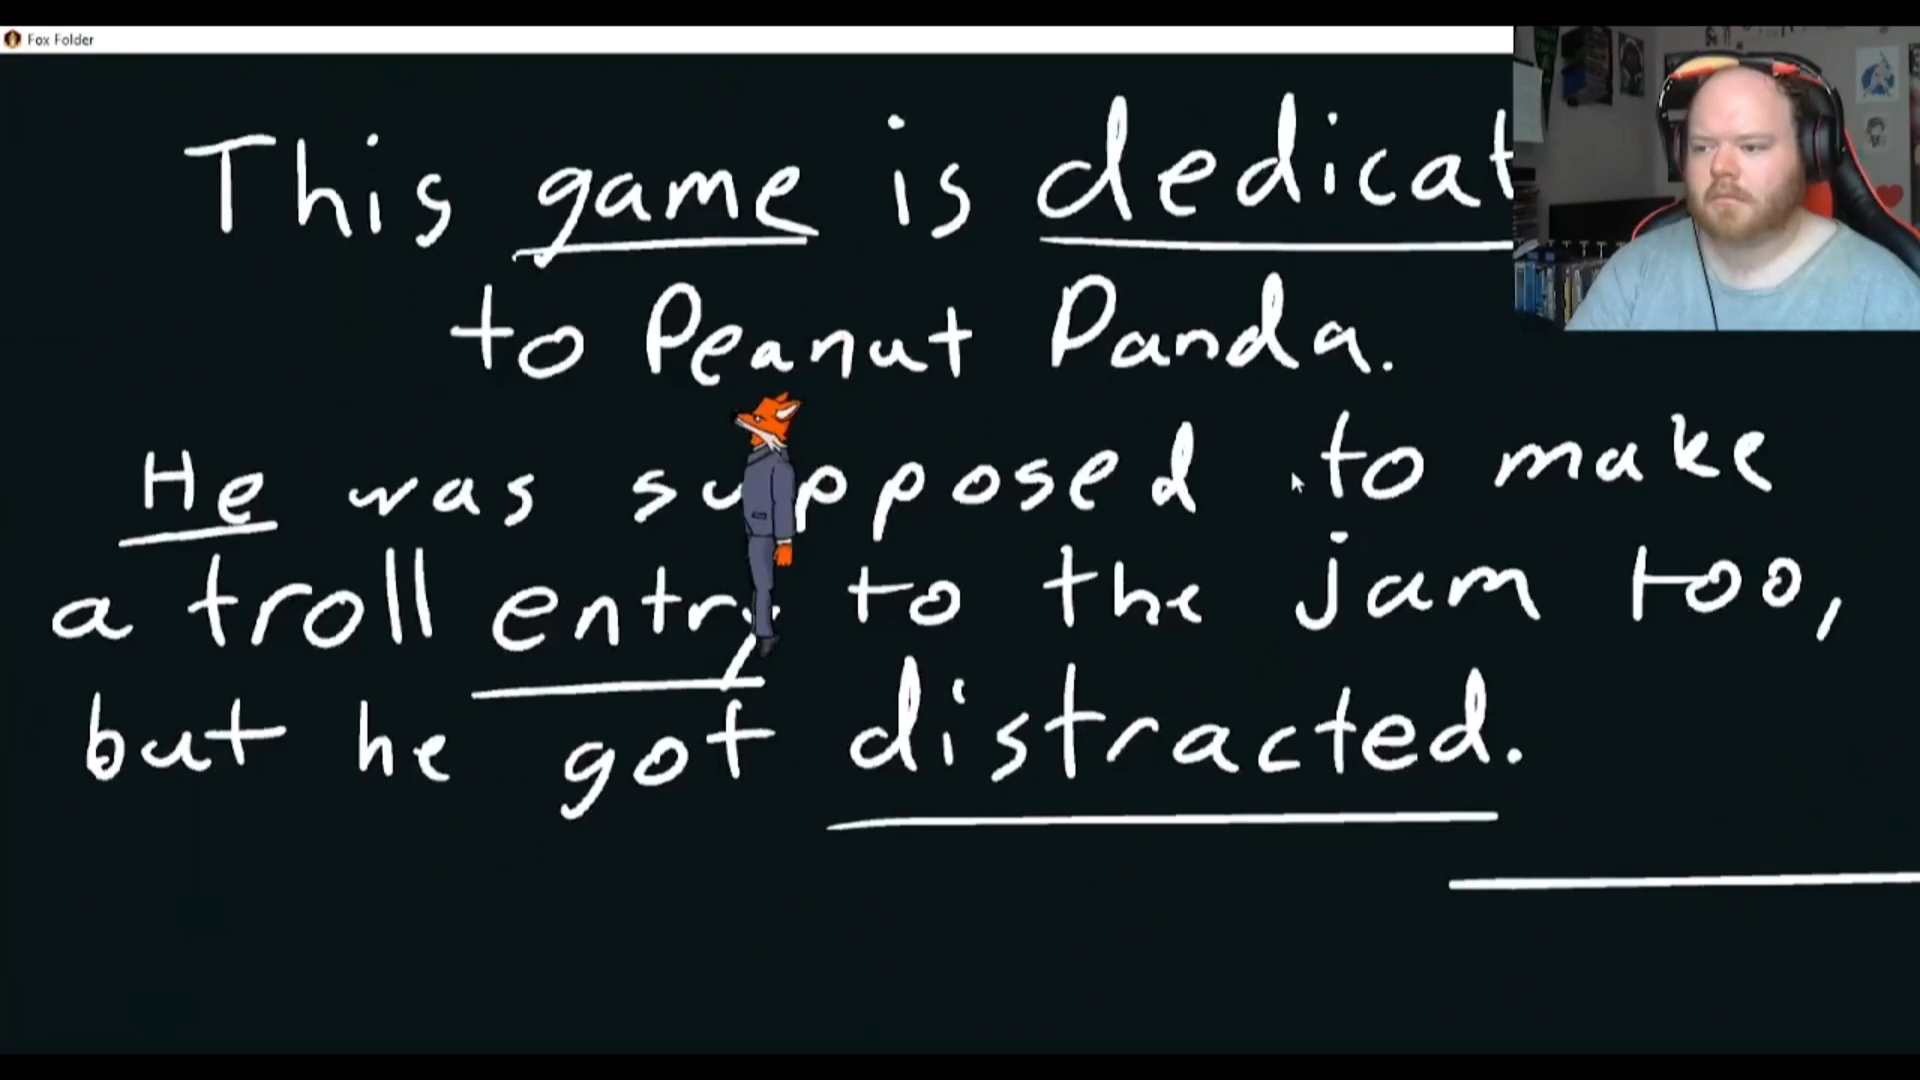 Fox Folder
This game is dedicat
to Peanut Panda.
He was supposed to make
a troll entry to the jam too,
but he got distracted.